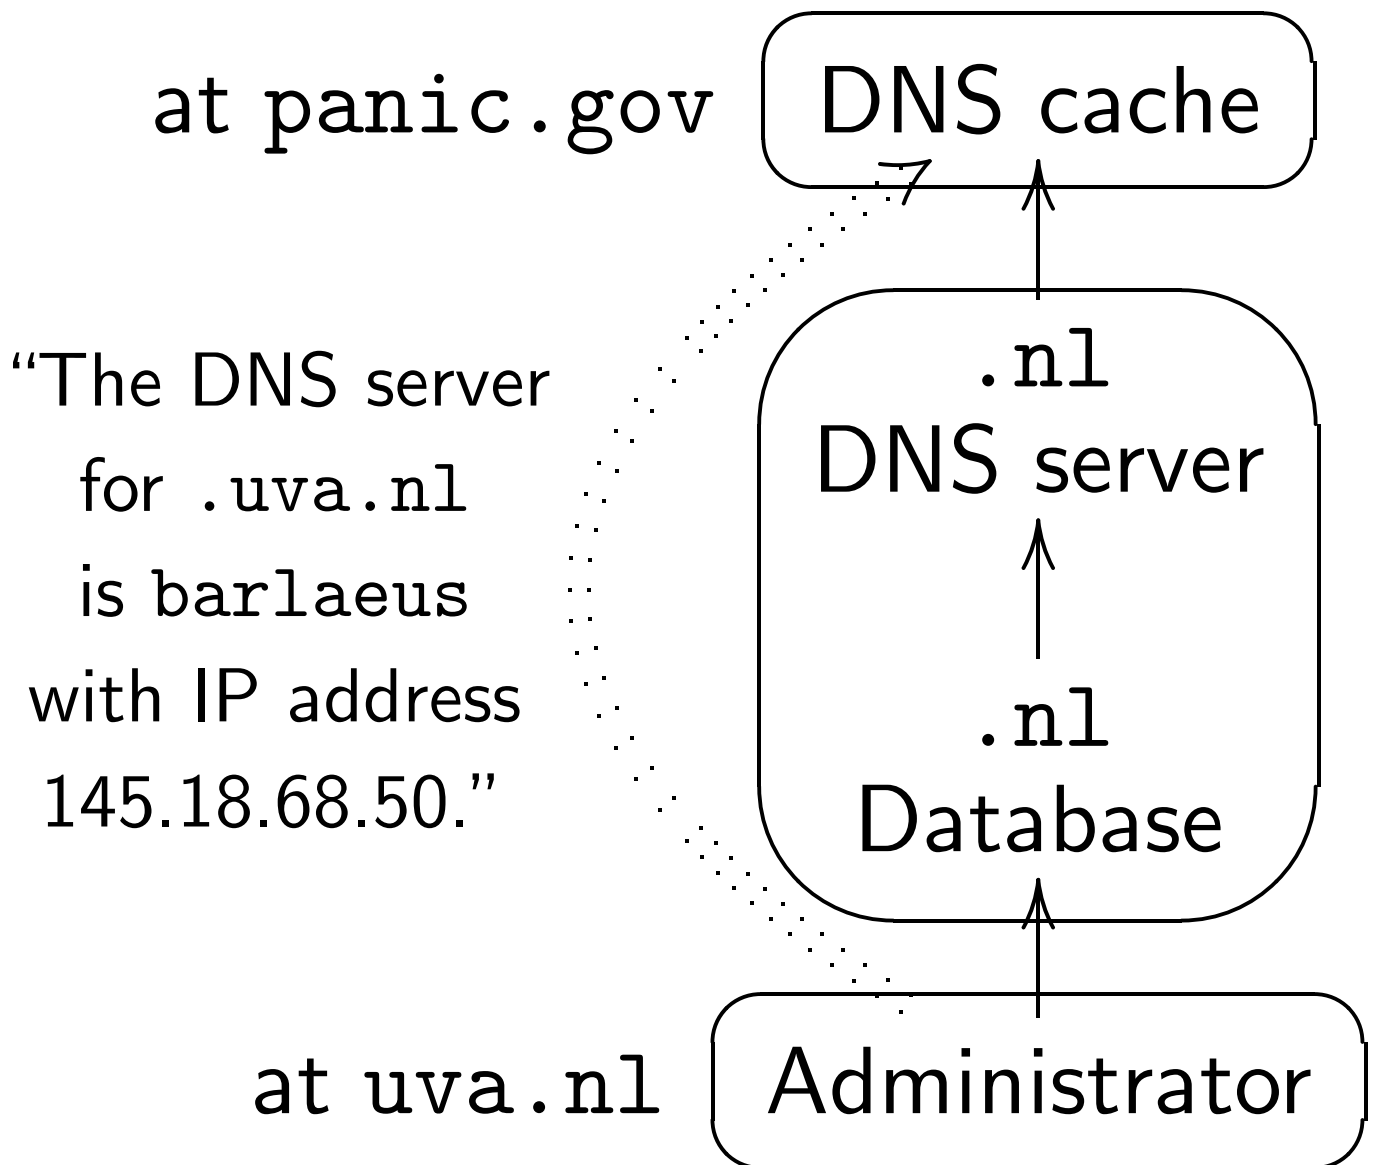 at panic.gov
DNS cache
“The DNS server
for .uva.nl
is barlaeus
with IP address
145.18.68.50.”
.nl
DNS server
.nl
Database
at uva.nl
Administrator